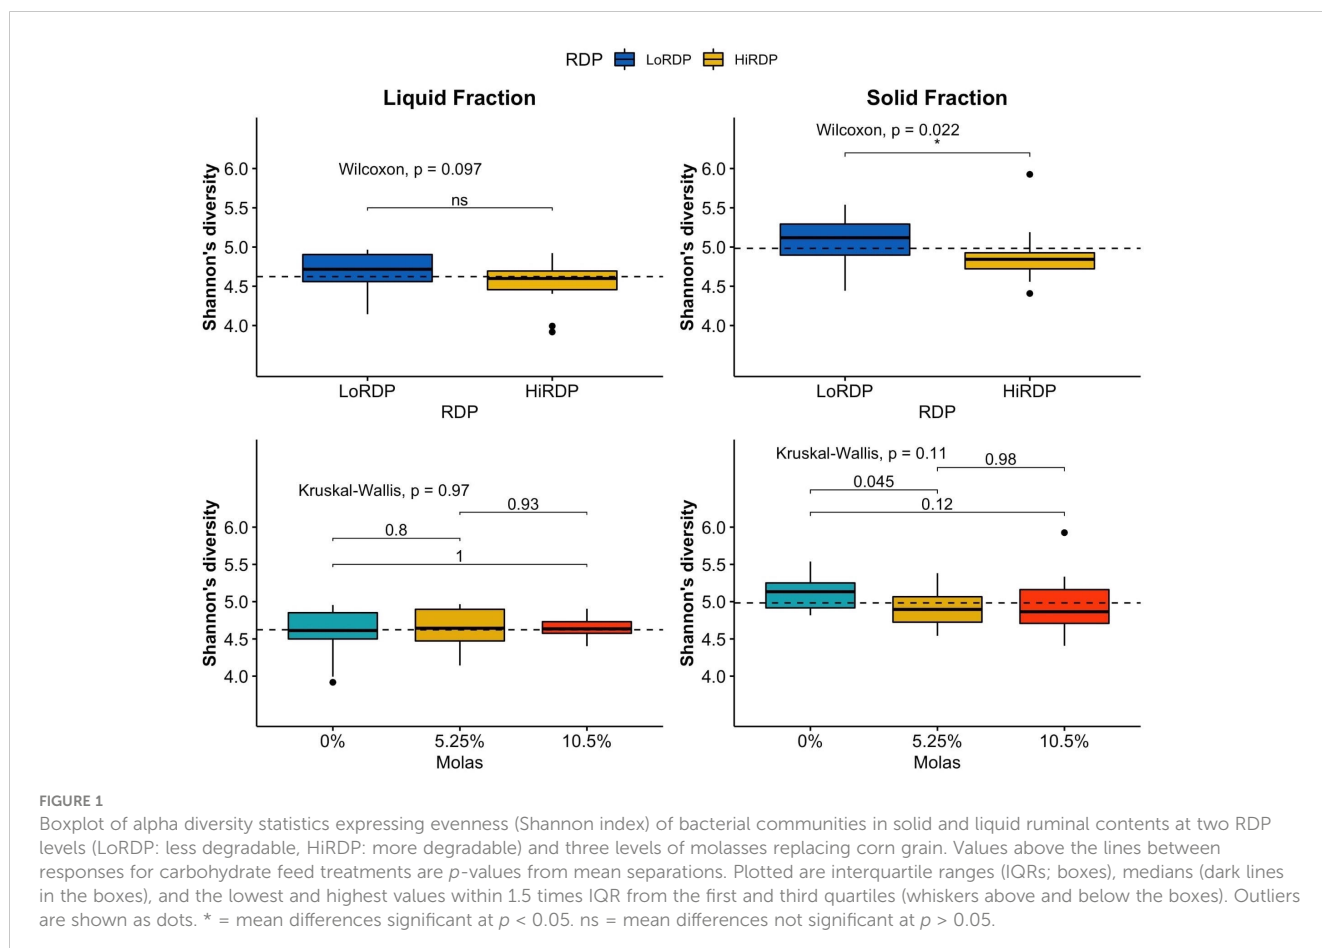 RDP LoRDP HiRDP
Liquid Fraction
Wilcoxon, p = 0.097
ns
Shannon's diversity
6.0
5.5
5.0
4.5
4.0
LoRDP HiRDP
RDP
Solid Fraction
Wilcoxon, p = 0.022
*
Shannon's diversity
6.0
5.5
5.0
4.5
4.0
LoRDP HiRDP
RDP
Kruskal-Wallis, p = 0.97
0.93
0.8
1
Shannon's diversity
6.0
5.5
5.0
4.5
4.0
0% 5.25% 10.5%
Molas
Kruskal-Wallis, p = 0.11
0.98
0.045
0.12
Shannon's diversity
6.0
5.5
5.0
4.5
4.0
0% 5.25% 10.5%
Molas
FIGURE 1
Boxplot of alpha diversity statistics expressing evenness (Shannon index) of bacterial communities in solid and liquid ruminal contents at two RDP
levels (LoRDP: less degradable, HiRDP: more degradable) and three levels of molasses replacing corn grain. Values above the lines between
responses for carbohydrate feed treatments are p-values from mean separations. Plotted are interquartile ranges (IQRs; boxes), medians (dark lines
in the boxes), and the lowest and highest values within 1.5 times IQR from the first and third quartiles (whiskers above and below the boxes). Outliers
are shown as dots. * = mean differences significant at p < 0.05. ns = mean differences not significant at p > 0.05.